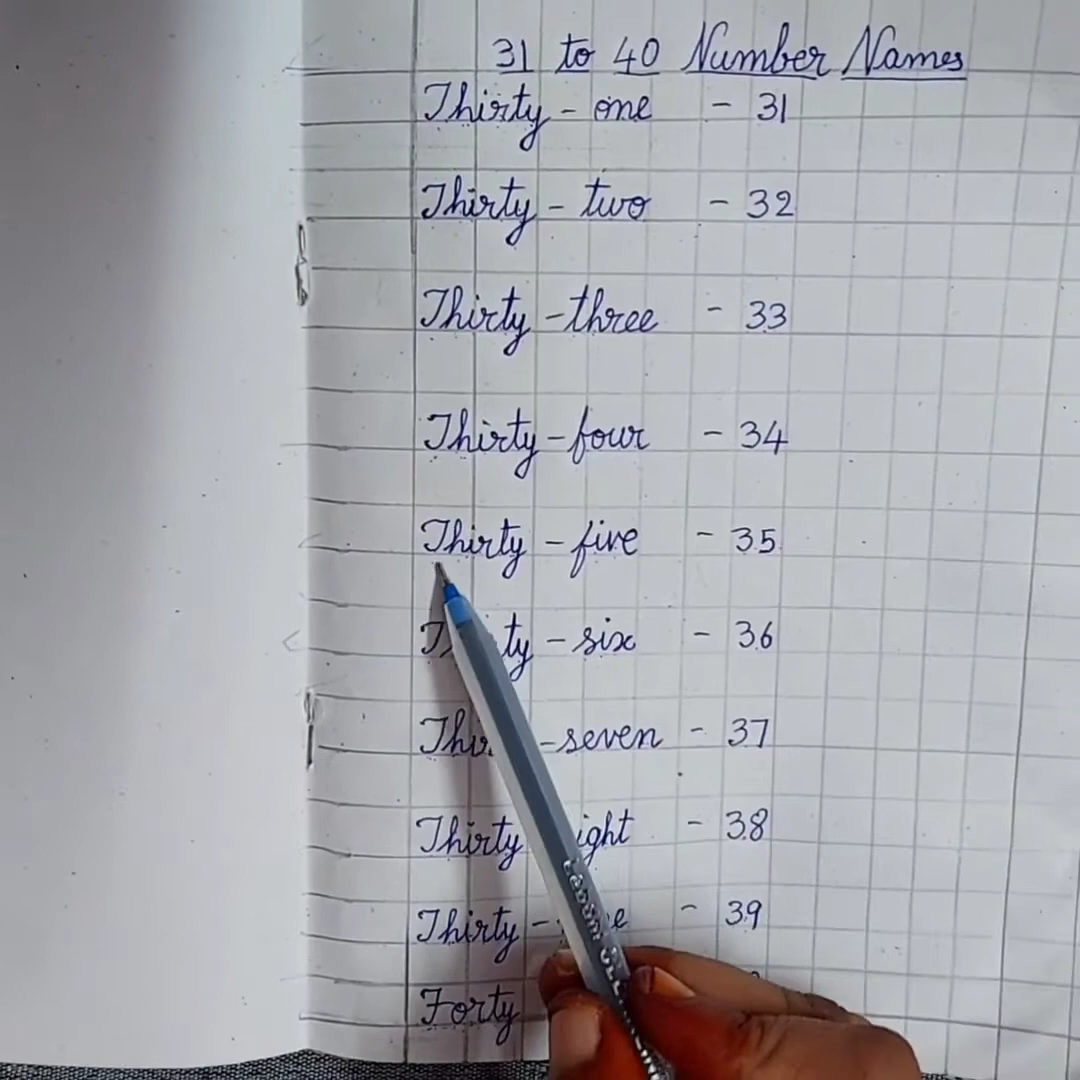 31 to 40 Number Names
Thirty - one - 31
Thirty - two - 32
Thirty - three - 33
Thirty - four - 34
Thirty - five - 35
- six - 36
- seven - 37
Thirty - 38
Thirty - - 39
Forty